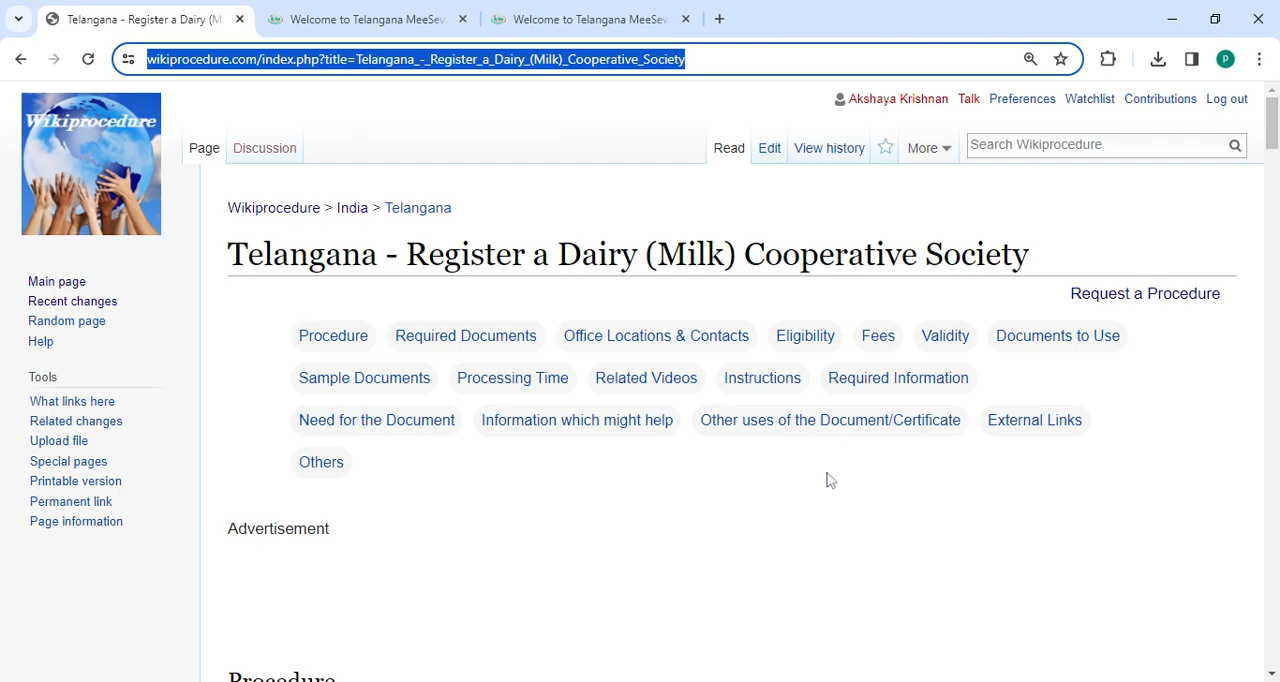 Telangana - Register a Dairy (M
Welcome to Telangana MeeSev
Welcome to Telangana MeeSev
wikiprocedure.com/index.php?title=Telangana_-_Register_a_Dairy_(Milk)_Cooperative_Society
P
Wikiprocedure
Akshaya Krishnan Talk Preferences Watchlist Contributions Log out
Page Discussion Read Edit View history More Search Wikiprocedure
Wikiprocedure > India > Telangana
Telangana - Register a Dairy (Milk) Cooperative Society
Request a Procedure
Main page
Recent changes
Random page
Help
Tools
What links here
Related changes
Upload file
Special pages
Printable version
Permanent link
Page information
Procedure Required Documents Office Locations & Contacts Eligibility Fees Validity Documents to Use
Sample Documents Processing Time Related Videos Instructions Required Information
Need for the Document Information which might help Other uses of the Document/Certificate External Links
Others
Advertisement
Procedure